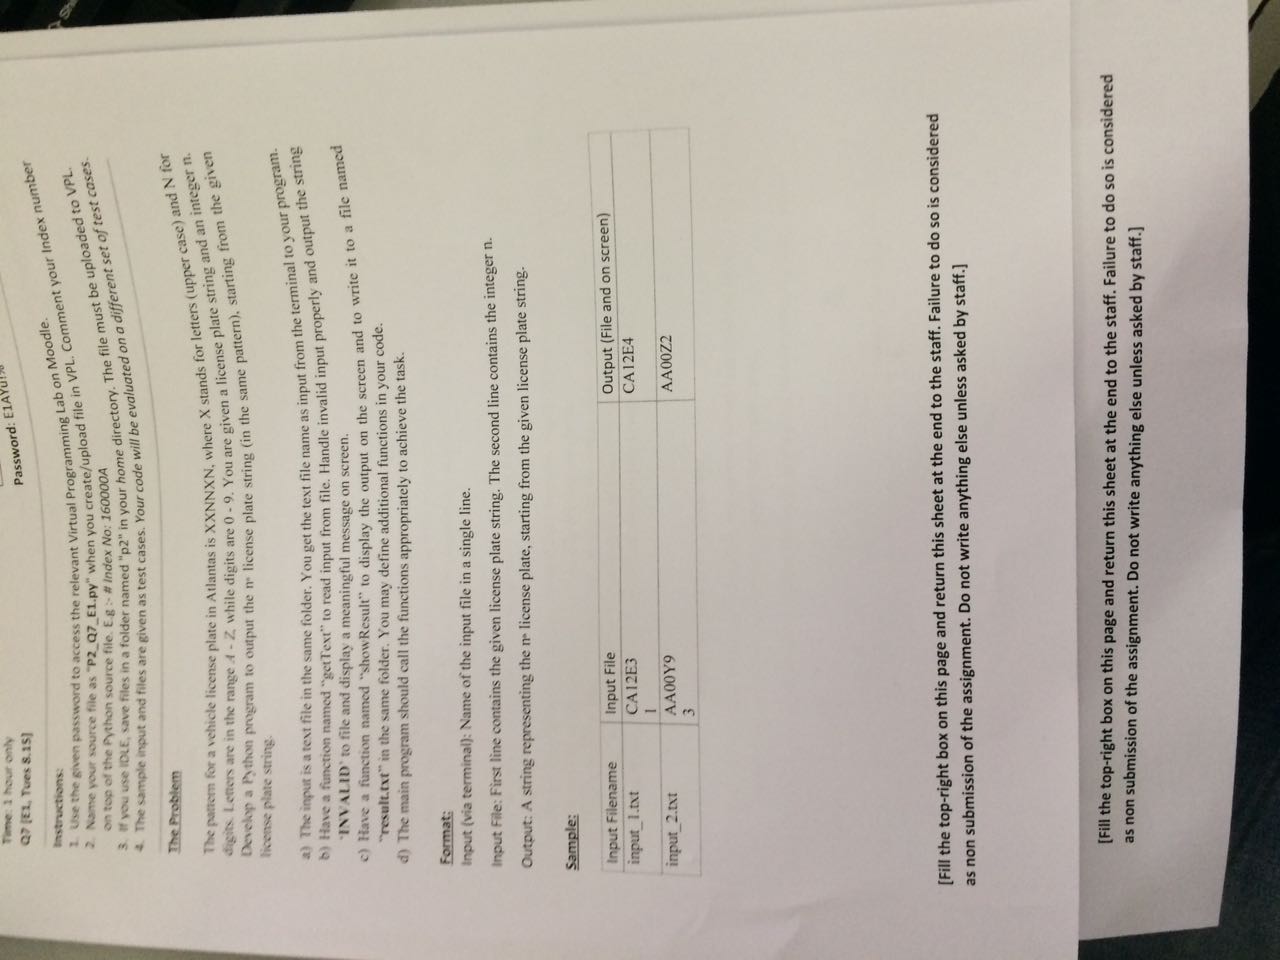 Time: 1 hour only
Password: E1AYu!%
Q7 [E1, Tues 8.15]
Instructions:
1. Use the given password to access the relevant Virtual Programming Lab on Moodle.
2. Name your source file as "P2_Q7_E1.py" when you create/upload file in VPL. Comment your Index number
on top of the Python source file. E.g :- # Index No: 160000A
3. If you use IDLE, save files in a folder named "p2" in your home directory. The file must be uploaded to VPL.
4. The sample input and files are given as test cases. Your code will be evaluated on a different set of test cases.
The Problem
The pattern for a vehicle license plate in Atlantas is XXNNXN, where X stands for letters (upper case) and N for
digits. Letters are in the range A - Z, while digits are 0 - 9. You are given a license plate string and an integer n.
Develop a Python program to output the nᵗʰ license plate string (in the same pattern), starting from the given
license plate string.
a) The input is a text file in the same folder. You get the text file name as input from the terminal to your program.
b) Have a function named “getText” to read input from file. Handle invalid input properly and output the string
‘INVALID’ to file and display a meaningful message on screen.
c) Have a function named “showResult” to display the output on the screen and to write it to a file named
“result.txt” in the same folder. You may define additional functions in your code.
d) The main program should call the functions appropriately to achieve the task.
Format:
Input (via terminal): Name of the input file in a single line.
Input File: First line contains the given license plate string. The second line contains the integer n.
Output: A string representing the nᵗʰ license plate, starting from the given license plate string.
Sample:
Input Filename Input File Output (File and on screen)
input_1.txt CA12E3 CA12E4
1
input_2.txt AA00Y9 AA00Z2
3
[Fill the top-right box on this page and return this sheet at the end to the staff. Failure to do so is considered
as non submission of the assignment. Do not write anything else unless asked by staff.]
[Fill the top-right box on this page and return this sheet at the end to the staff. Failure to do so is considered
as non submission of the assignment. Do not write anything else unless asked by staff.]